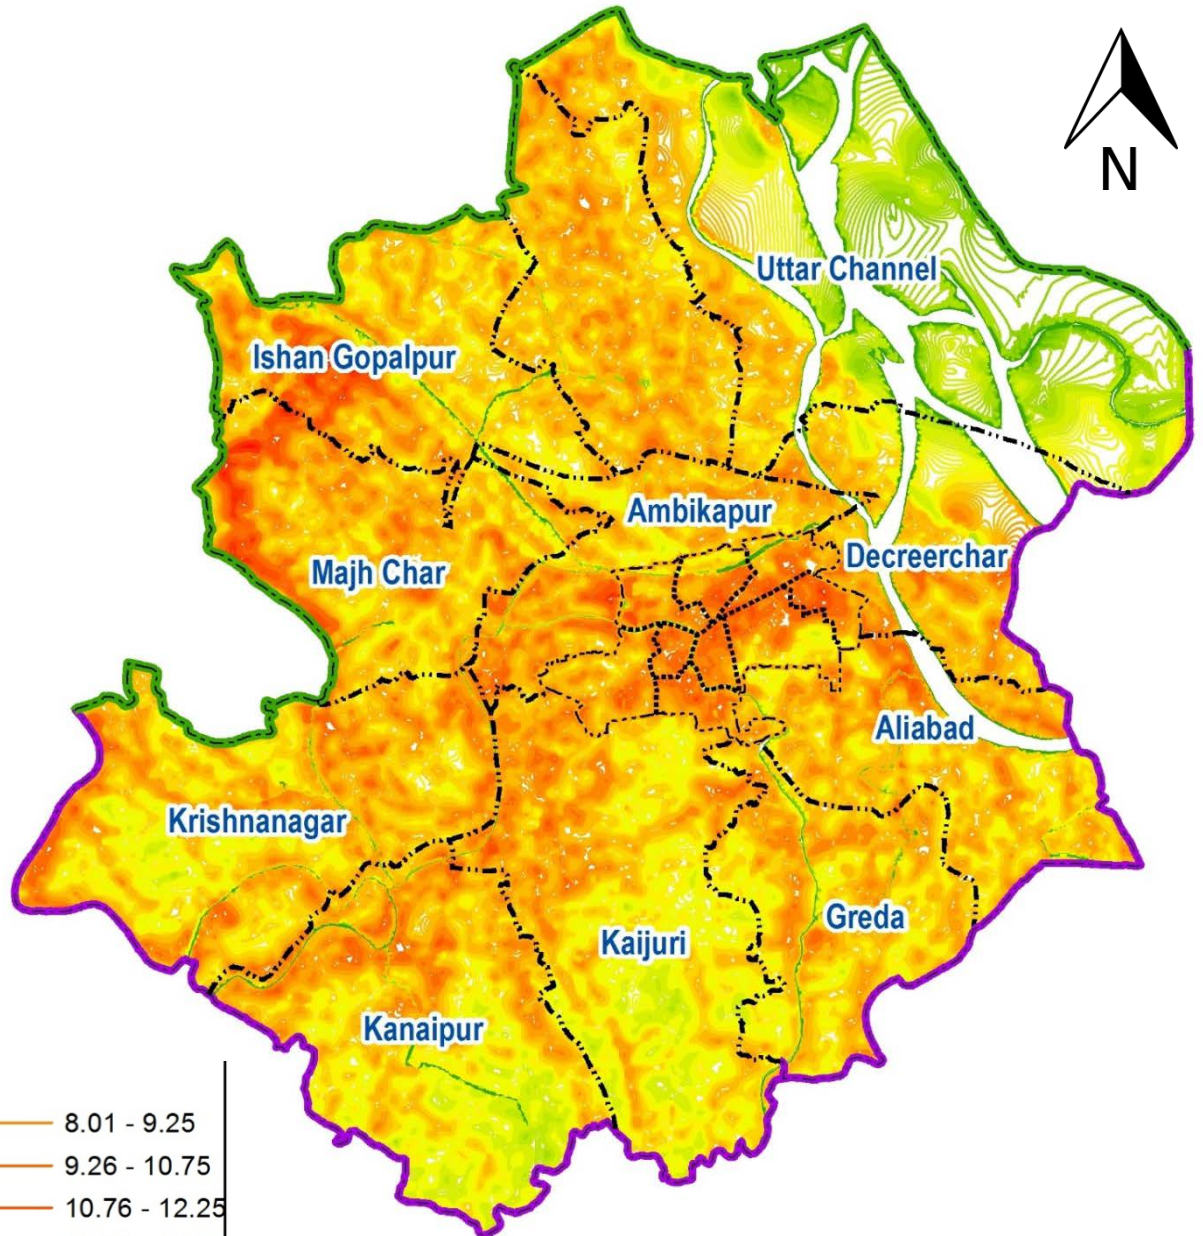 N
Uttar Channel
Ishan Gopalpur
Ambikapur
Decreerchar
Majh Char
Aliabad
Krishnanagar
Greda
Kaijuri
Kanaipur
8.01 - 9.25
9.26 - 10.75
10.76 - 12.25